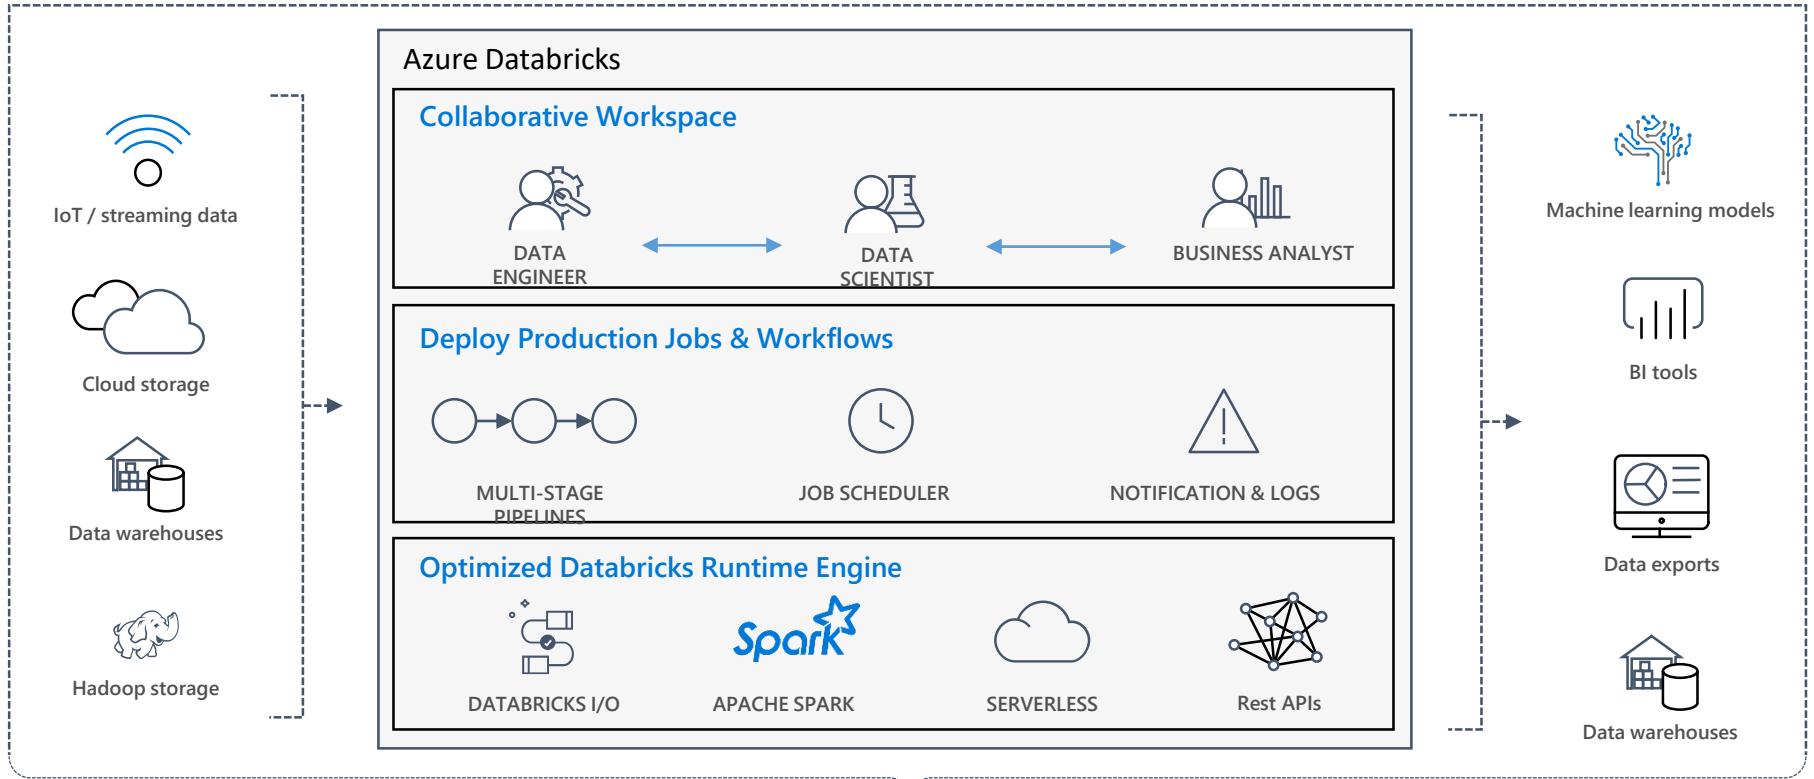 Azure Databricks
Collaborative Workspace
DATA
ENGINEER
DATA
SCIENTIST
BUSINESS ANALYST
Deploy Production Jobs & Workflows
MULTI-STAGE
PIPELINES
JOB SCHEDULER
NOTIFICATION & LOGS
Optimized Databricks Runtime Engine
DATABRICKS I/O
Spark
APACHE SPARK
SERVERLESS
Rest APIs
IoT / streaming data
Cloud storage
Data warehouses
Hadoop storage
Machine learning models
BI tools
Data exports
Data warehouses